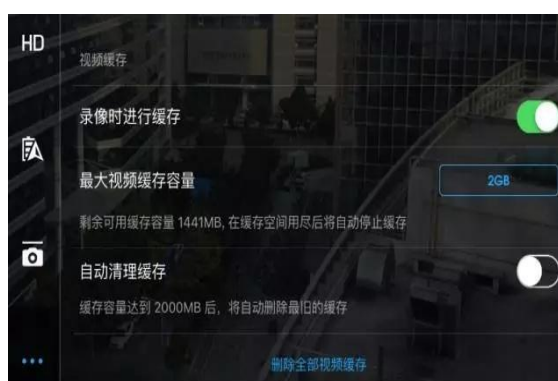 HD
视频缓存
录像时进行缓存
最大视频缓存容量
2GB
剩余可用缓存容量 1441MB, 在缓存空间用尽后将自动停止缓存
自动清理缓存
缓存容量达到 2000MB 后，将自动删除最旧的缓存
删除全部视频缓存